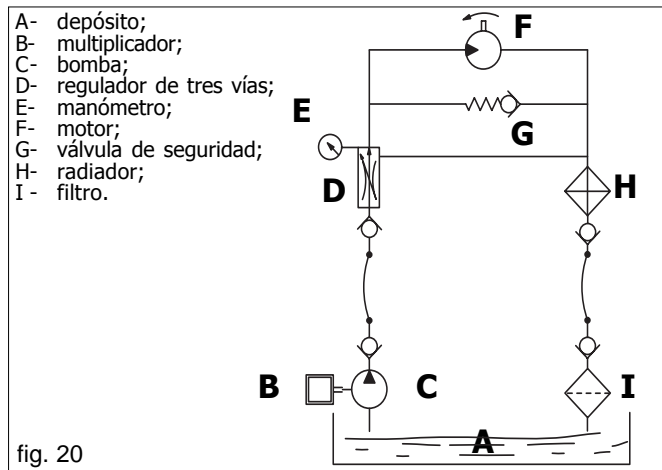 A- depósito;
B- multiplicador;
C- bomba;
D- regulador de tres vías;
E- manómetro;
F- motor;
G- válvula de seguridad;
H- radiador;
I - filtro.
F
E
G
D
H
B
C
I
A
fig. 20